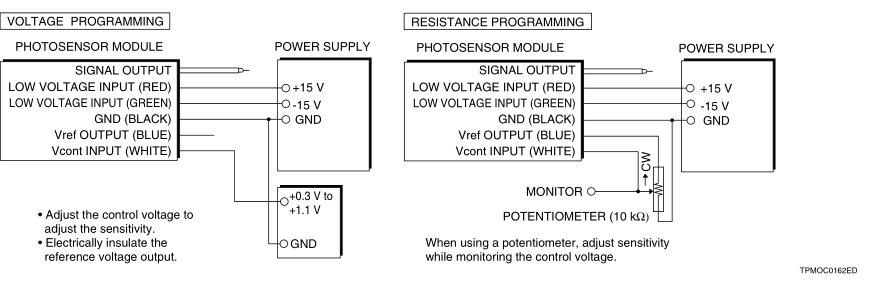 VOLTAGE PROGRAMMING
PHOTOSENSOR MODULE
POWER SUPPLY
SIGNAL OUTPUT
LOW VOLTAGE INPUT (RED)
LOW VOLTAGE INPUT (GREEN)
GND (BLACK)
Vref OUTPUT (BLUE)
Vcont INPUT (WHITE)
+15 V
-15 V
GND
+0.3 V to
+1.1 V
GND
• Adjust the control voltage to
adjust the sensitivity.
• Electrically insulate the
reference voltage output.
RESISTANCE PROGRAMMING
PHOTOSENSOR MODULE
POWER SUPPLY
SIGNAL OUTPUT
LOW VOLTAGE INPUT (RED)
LOW VOLTAGE INPUT (GREEN)
GND (BLACK)
Vref OUTPUT (BLUE)
Vcont INPUT (WHITE)
+15 V
-15 V
GND
CW
MONITOR
POTENTIOMETER (10 kΩ)
When using a potentiometer, adjust sensitivity
while monitoring the control voltage.
TPMOC0162ED